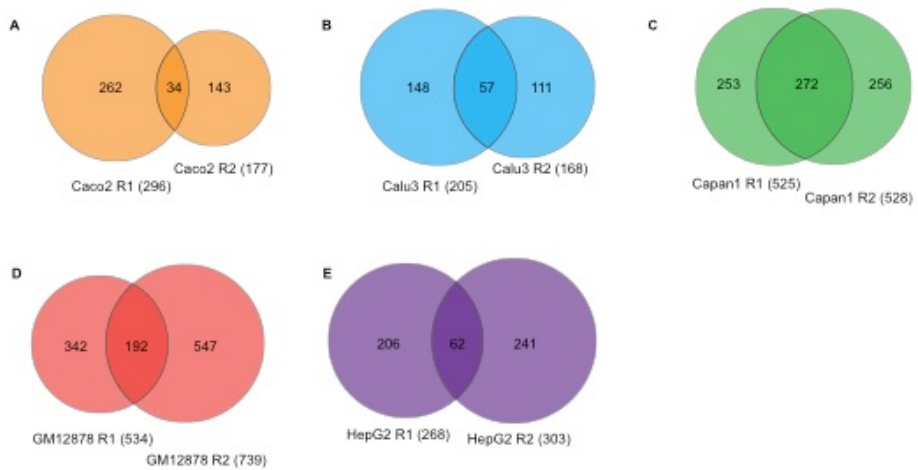 A
262 34 143
Caco2 R2 (177)
Caco2 R1 (296)
B
148 57 111
Calu3 R2 (168)
Calu3 R1 (205)
C
253 272 256
Capan1 R1 (525)
Capan1 R2 (528)
D
342 192 547
GM12878 R1 (534)
GM12878 R2 (739)
E
206 62 241
HepG2 R1 (268)
HepG2 R2 (303)